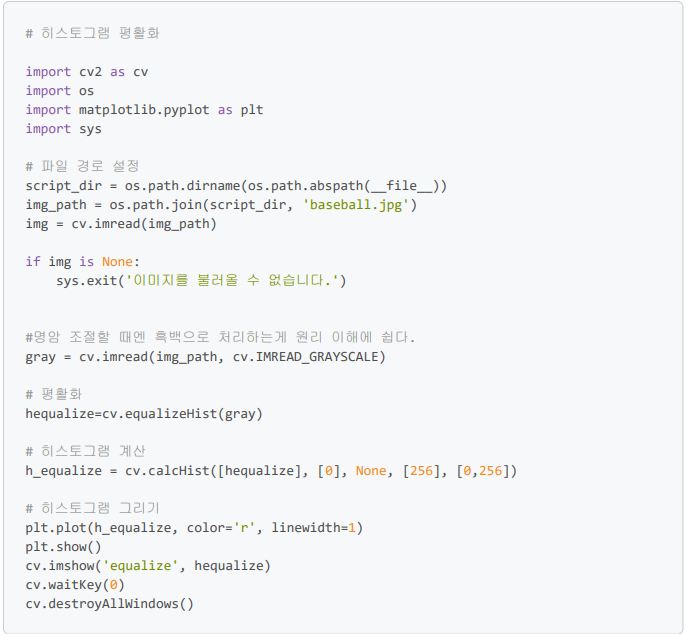 # 히스토그램 평활화
import cv2 as cv
import os
import matplotlib.pyplot as plt
import sys
# 파일 경로 설정
script_dir = os.path.dirname(os.path.abspath(__file__))
img_path = os.path.join(script_dir, 'baseball.jpg')
img = cv.imread(img_path)
if img is None:
    sys.exit('이미지를 불러올 수 없습니다.')
#명암 조절할 때엔 흑백으로 처리하는게 원리 이해에 쉽다.
gray = cv.imread(img_path, cv.IMREAD_GRAYSCALE)
# 평활화
hequalize=cv.equalizeHist(gray)
# 히스토그램 계산
h_equalize = cv.calcHist([hequalize], [0], None, [256], [0,256])
# 히스토그램 그리기
plt.plot(h_equalize, color='r', linewidth=1)
plt.show()
cv.imshow('equalize', hequalize)
cv.waitKey(0)
cv.destroyAllWindows()